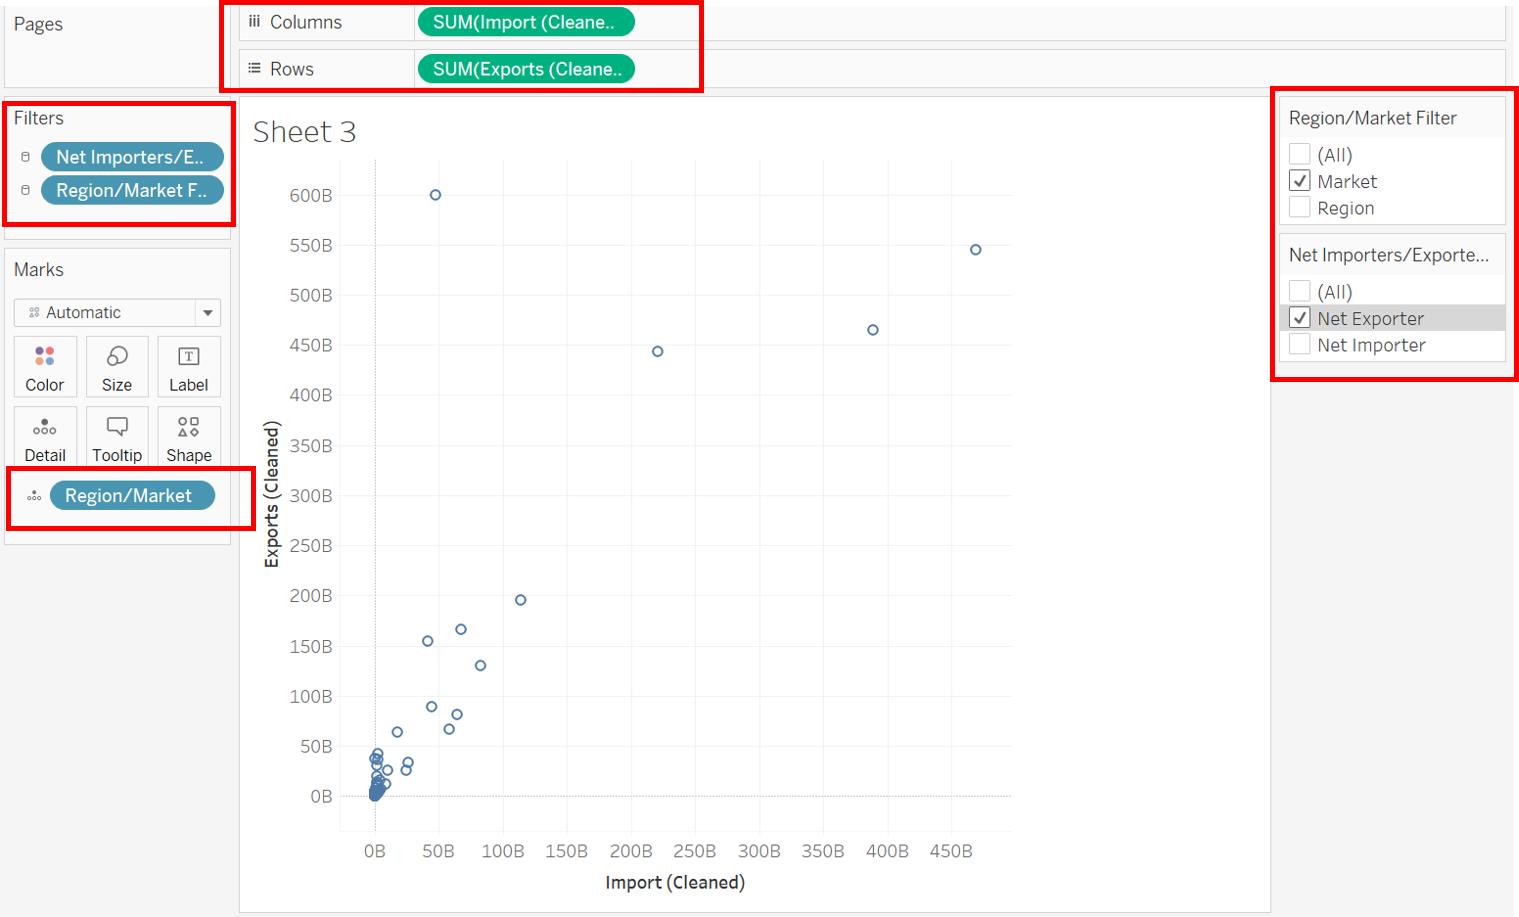 Pages
Columns
SUM(Import (Cleane..
Rows
SUM(Exports (Cleane..
Filters
Net Importers/E..
Region/Market F..
Marks
Automatic
Color
Size
Label
Detail
Tooltip
Shape
Region/Market
Sheet 3
Exports (Cleaned)
600B
550B
500B
450B
400B
350B
300B
250B
200B
150B
100B
50B
0B
0B
50B
100B
150B
200B
250B
300B
350B
400B
450B
Import (Cleaned)
Region/Market Filter
(All)
Market
Region
Net Importers/Exporte...
(All)
Net Exporter
Net Importer